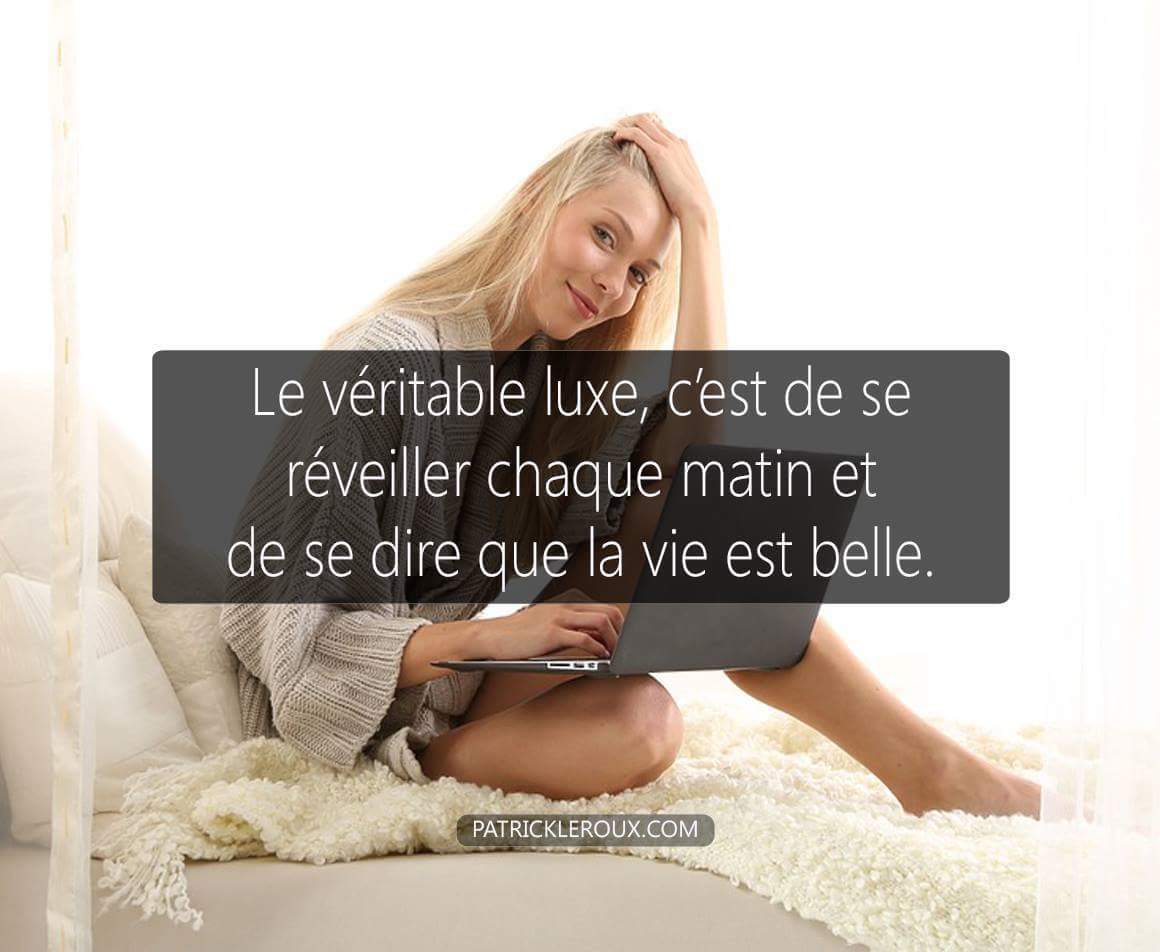 Le véritable luxe, c’est de se
réveiller chaque matin et
de se dire que la vie est belle.
PATRICKLEROUX.COM